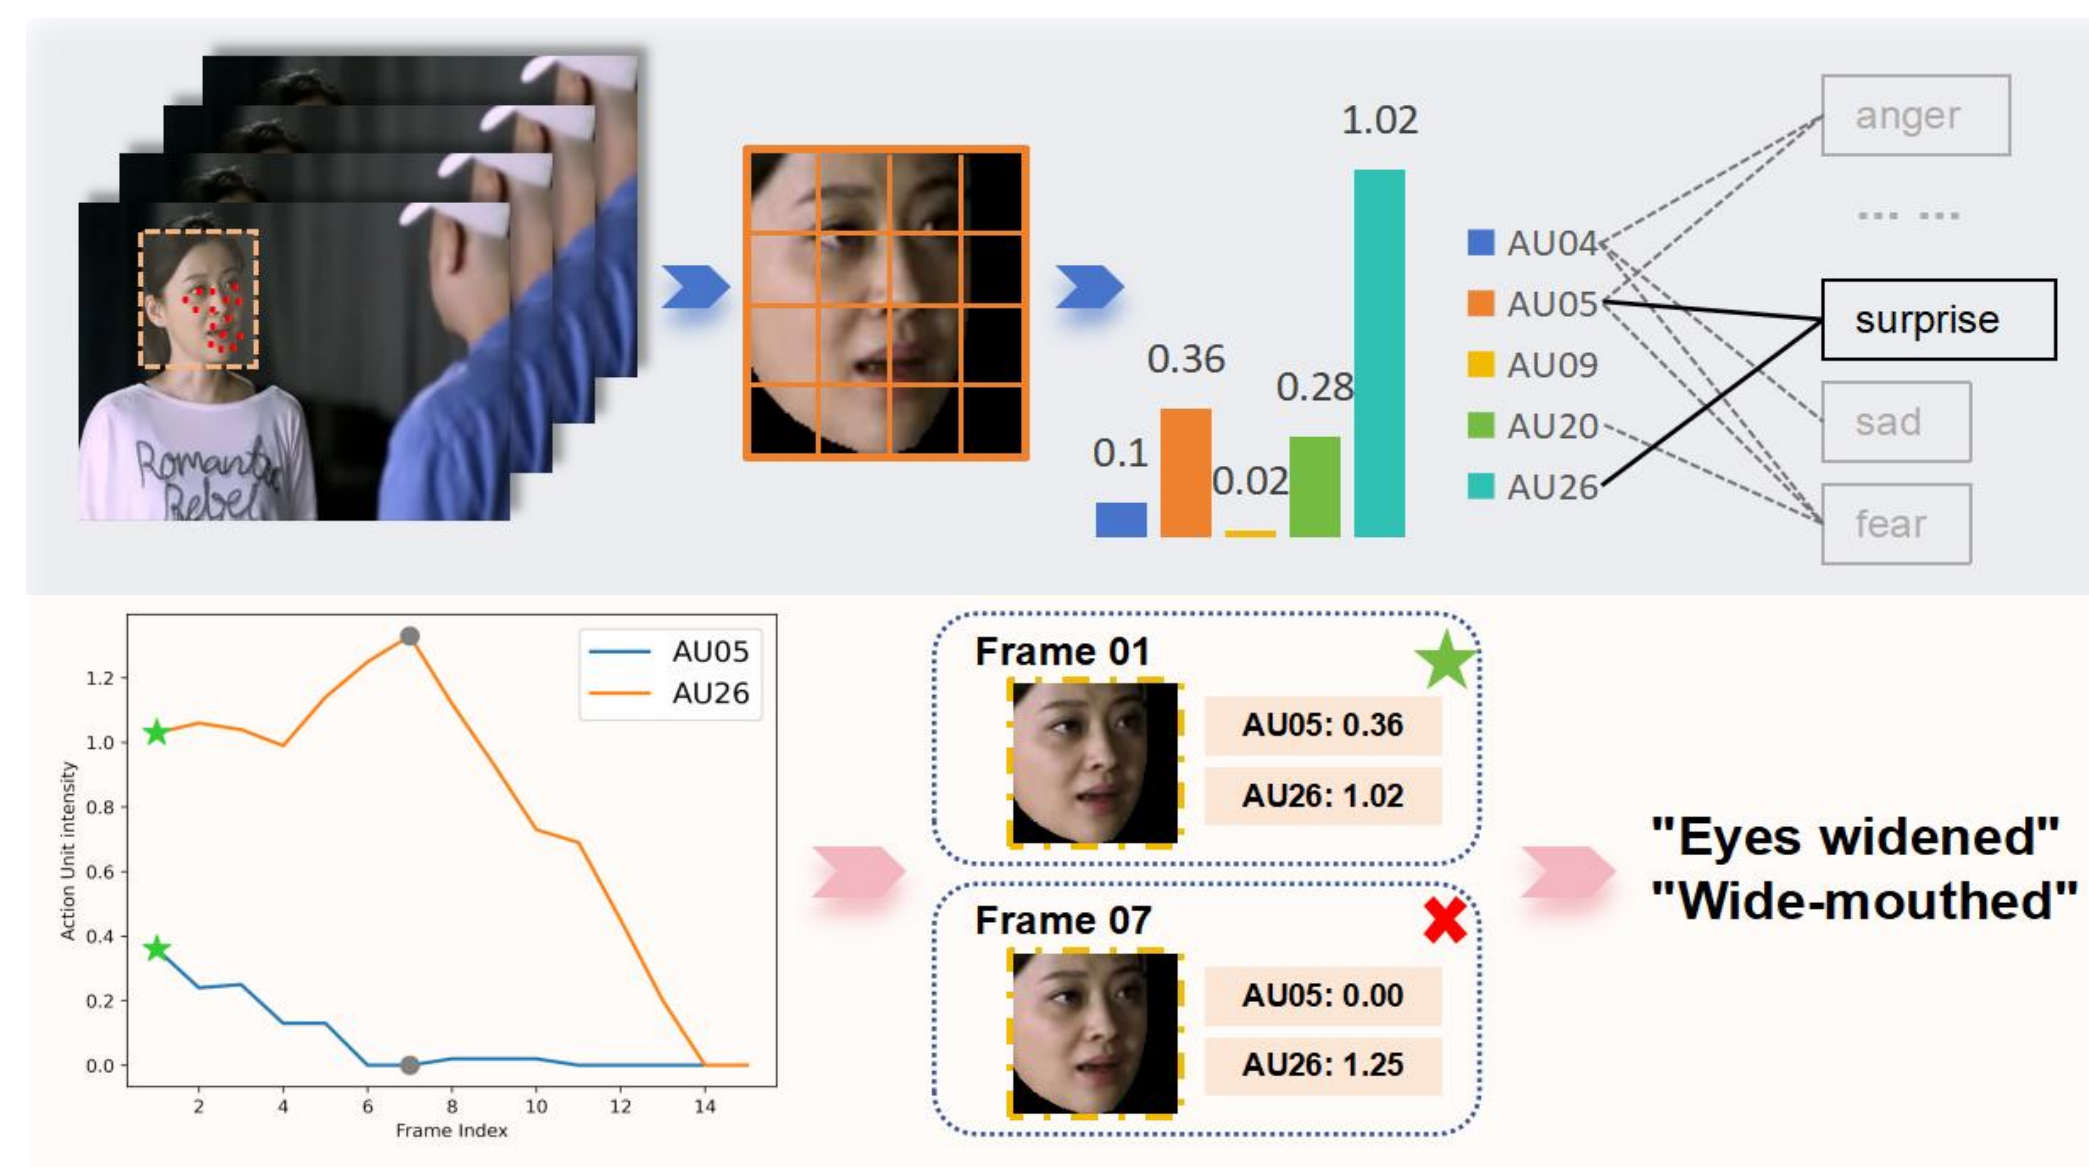 Romantic
Rebel
0.1
0.36
0.02
0.28
1.02
AU04
AU05
AU09
AU20
AU26
anger
... ...
surprise
sad
fear
Action Unit intensity
1.2
1.0
0.8
0.6
0.4
0.2
0.0
2 4 6 8 10 12 14
Frame Index
AU05
AU26
Frame 01
AU05: 0.36
AU26: 1.02
Frame 07
AU05: 0.00
AU26: 1.25
"Eyes widened"
"Wide-mouthed"